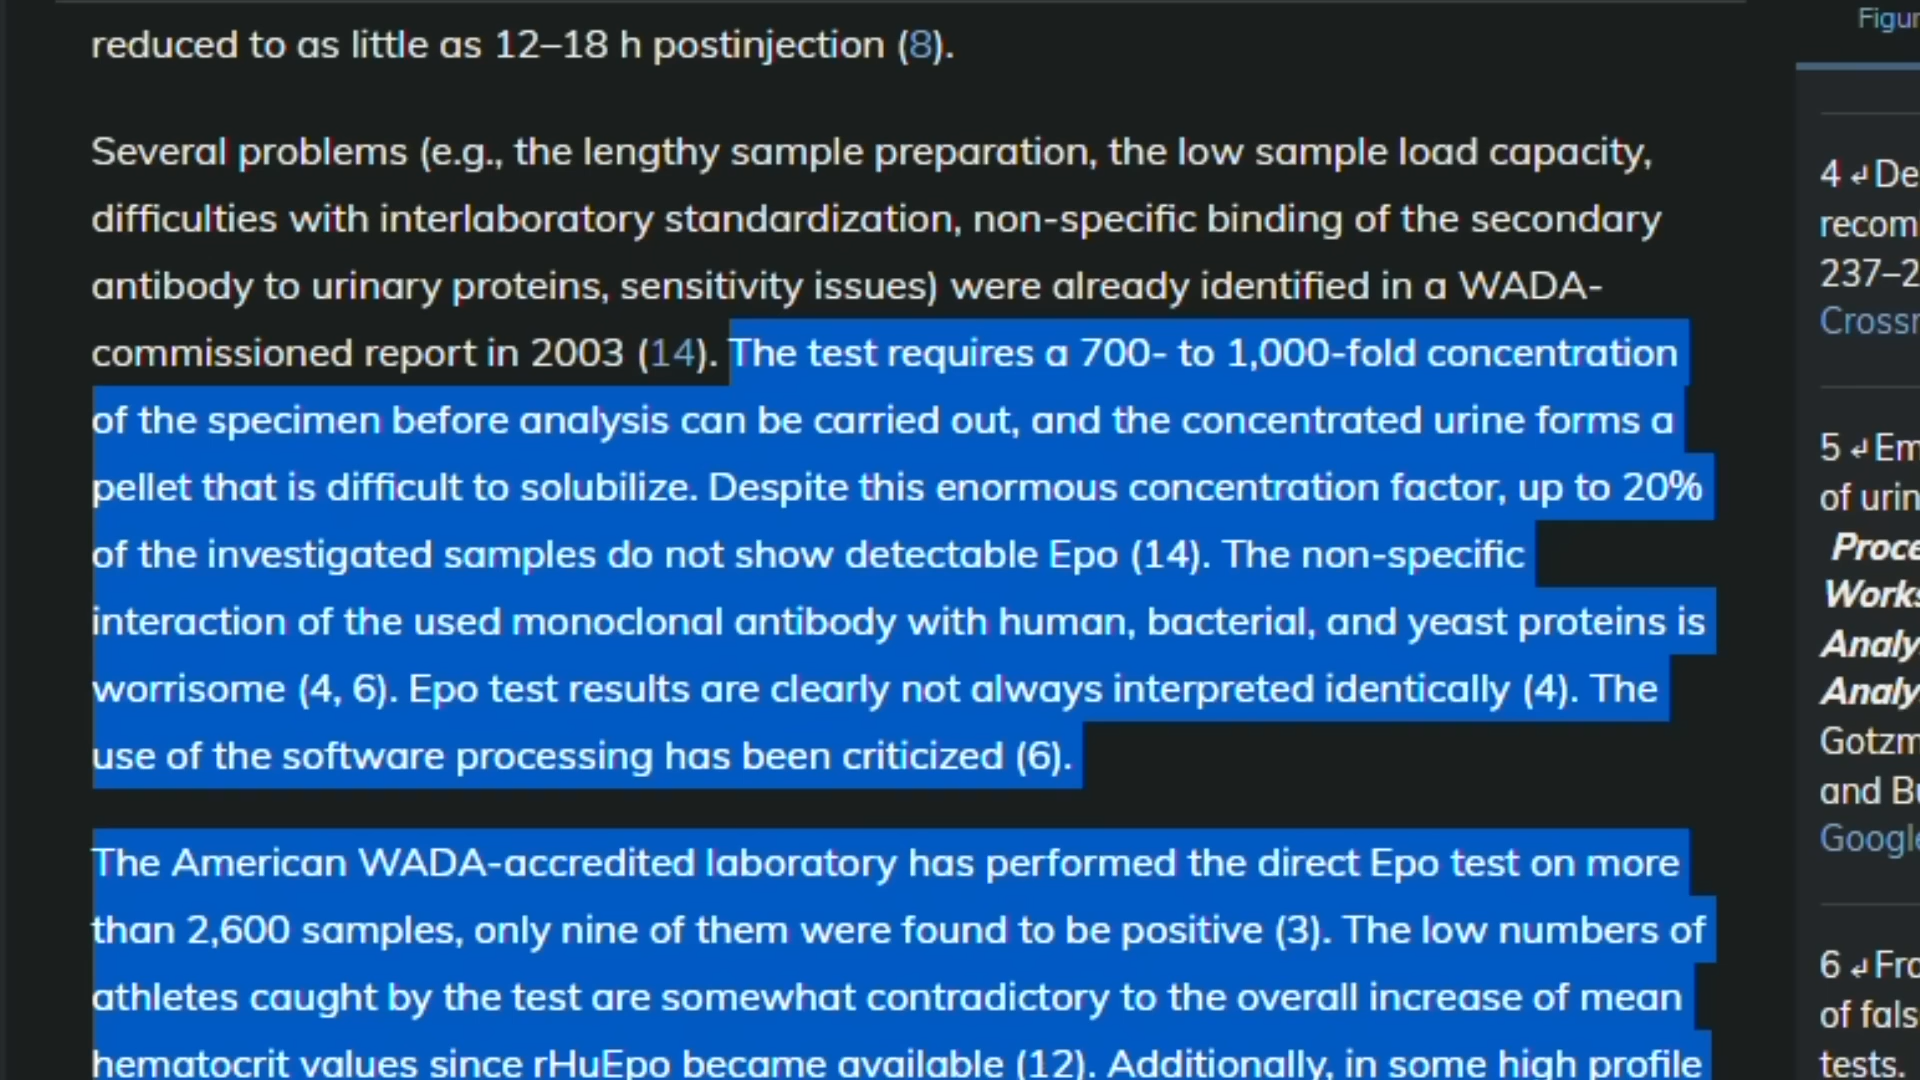 reduced to as little as 12–18 h postinjection (8).
Several problems (e.g., the lengthy sample preparation, the low sample load capacity,
difficulties with interlaboratory standardization, non-specific binding of the secondary
antibody to urinary proteins, sensitivity issues) were already identified in a WADA-
commissioned report in 2003 (14). The test requires a 700- to 1,000-fold concentration
of the specimen before analysis can be carried out, and the concentrated urine forms a
pellet that is difficult to solubilize. Despite this enormous concentration factor, up to 20%
of the investigated samples do not show detectable Epo (14). The non-specific
interaction of the used monoclonal antibody with human, bacterial, and yeast proteins is
worrisome (4, 6). Epo test results are clearly not always interpreted identically (4). The
use of the software processing has been criticized (6).
The American WADA-accredited laboratory has performed the direct Epo test on more
than 2,600 samples, only nine of them were found to be positive (3). The low numbers of
athletes caught by the test are somewhat contradictory to the overall increase of mean
hematocrit values since rHuEpo became available (12). Additionally, in some high profile
Figur
4 ↲De
recom
237–2
Crossr
5 ↲Em
of urin
Proce
Works
Analy
Analy
Gotzm
and Bu
Google
6 ↲Fra
of fals
tests.